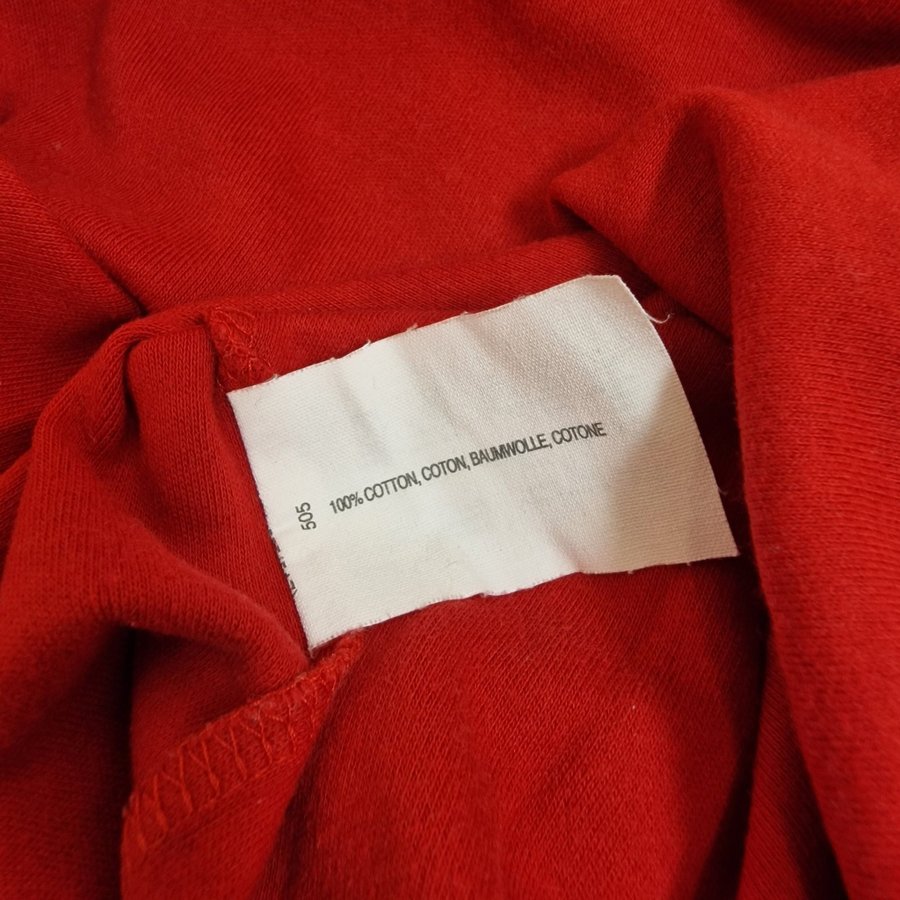 100% COTTON, COTON, BAUMWOLLE, COTONE
505